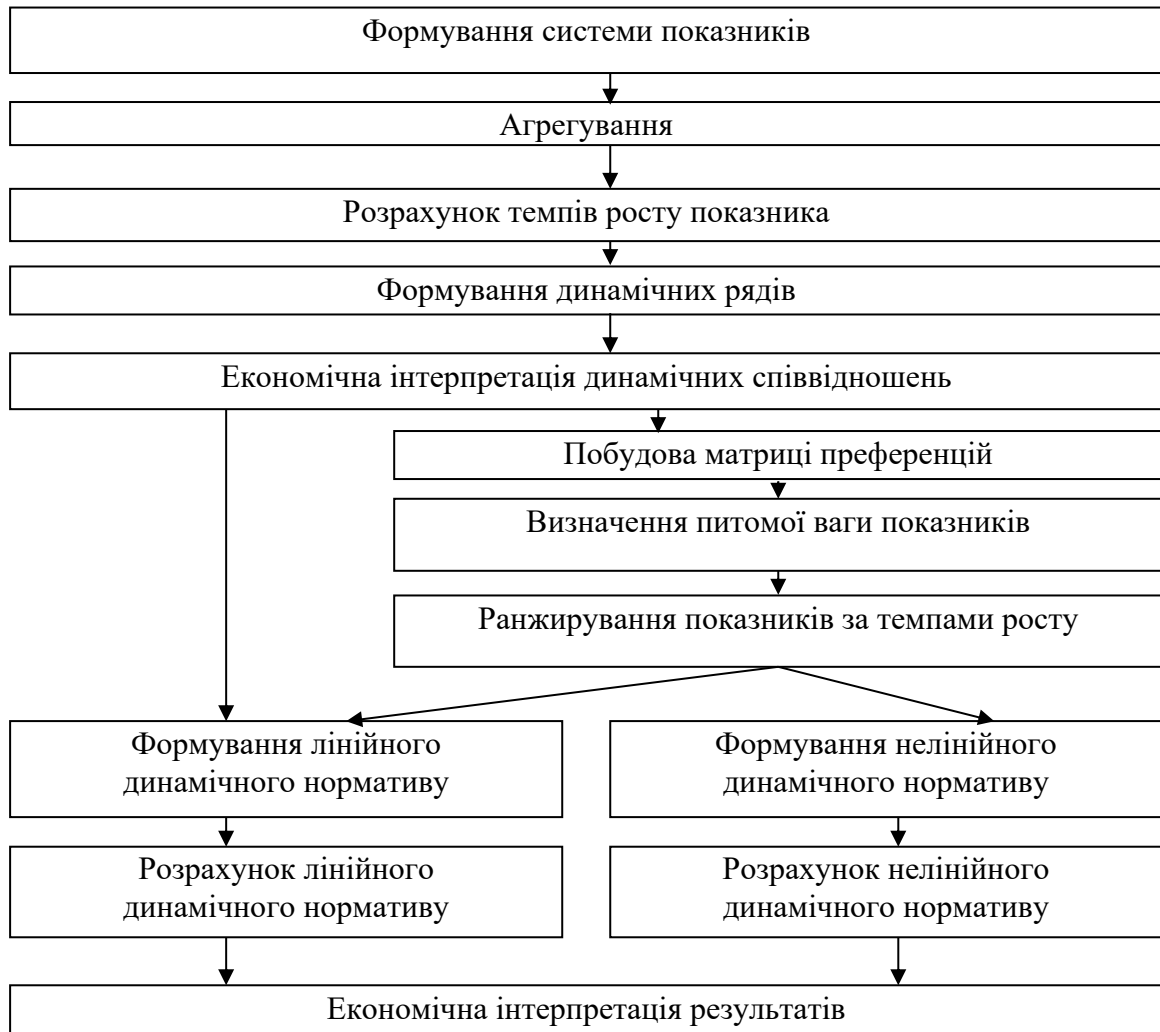 Формування системи показників
Агрегування
Розрахунок темпів росту показника
Формування динамічних рядів
Економічна інтерпретація динамічних співвідношень
Побудова матриці преференцій
Визначення питомої ваги показників
Ранжирування показників за темпами росту
Формування лінійного
динамічного нормативу
Формування нелінійного
динамічного нормативу
Розрахунок лінійного
динамічного нормативу
Розрахунок нелінійного
динамічного нормативу
Економічна інтерпретація результатів